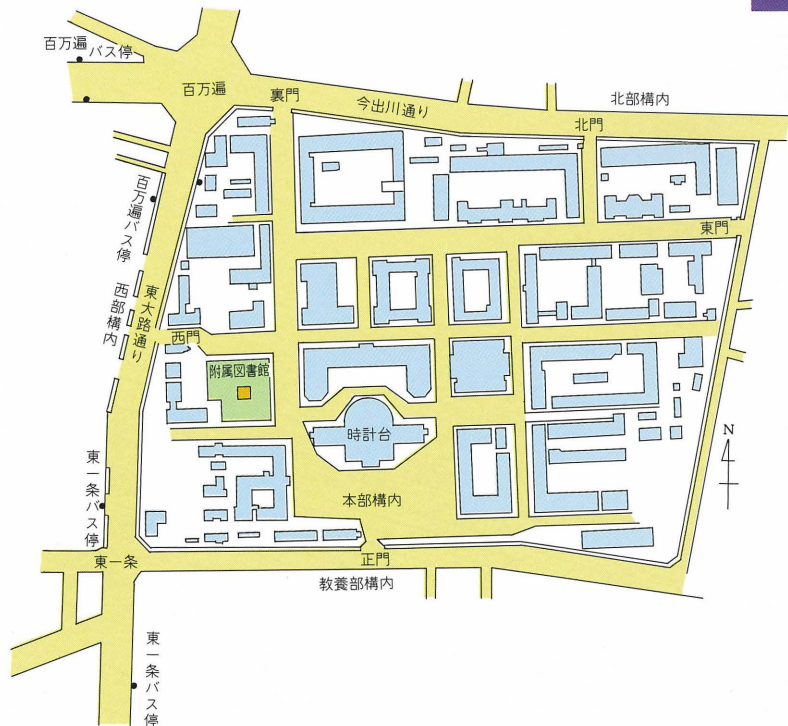 百万遍バス停
百万遍
裏門
今出川通り
北部構内
北門
百万遍バス停
東門
東大路通り
西部構内
西門
附属図書館
時計台
N
東一条バス停
本部構内
東一条
正門
教養部構内
東一条バス停